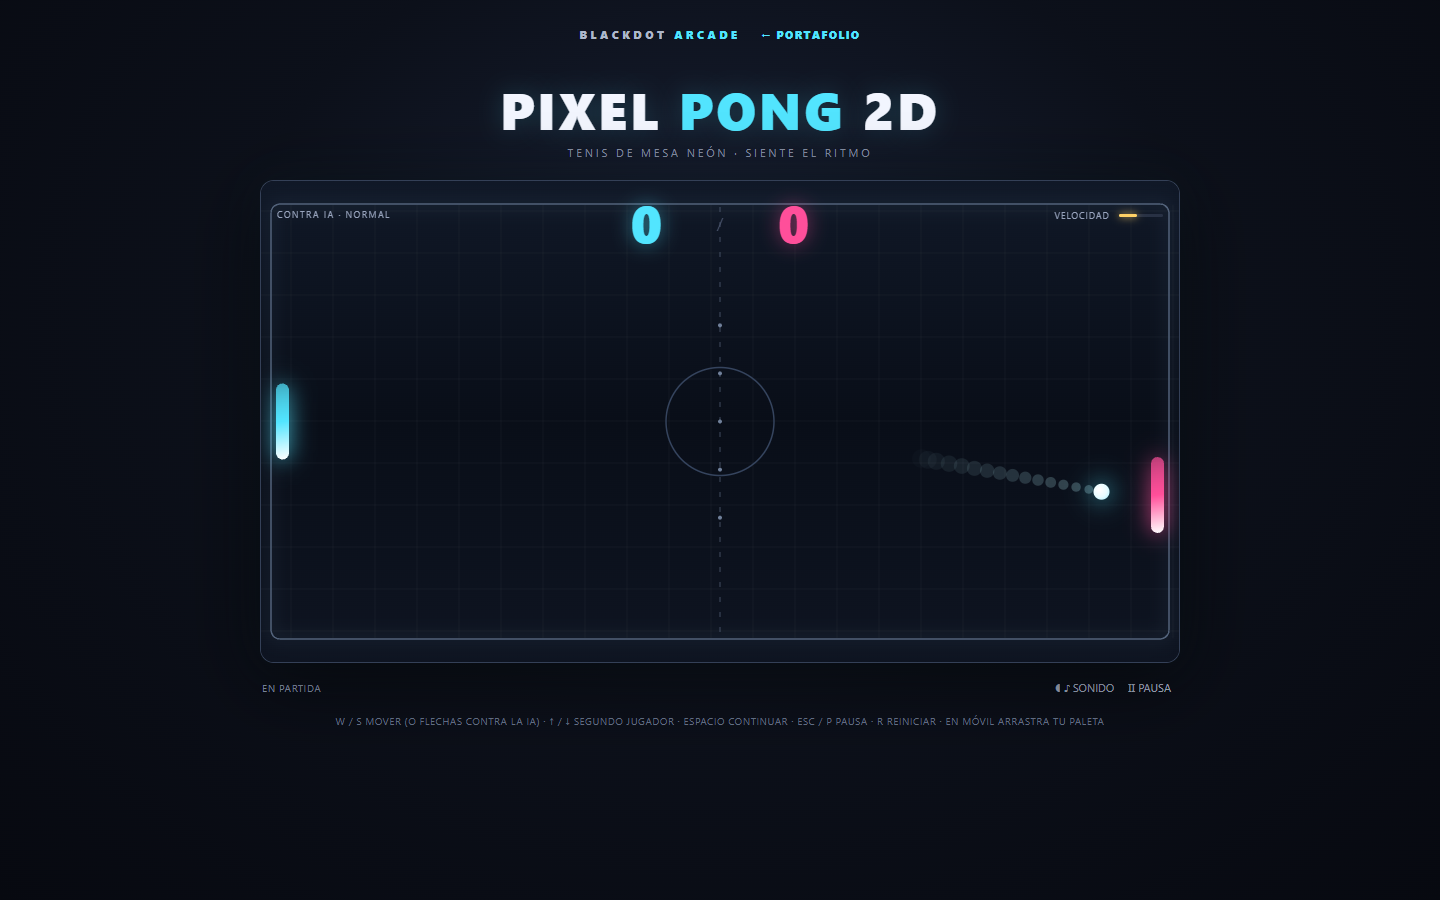 BLACKDOT ARCADE ← PORTAFOLIO
PIXEL PONG 2D
TENIS DE MESA NEÓN · SIENTE EL RITMO
CONTRA IA · NORMAL
0 / 0
VELOCIDAD
EN PARTIDA
♪ SONIDO
II PAUSA
W / S MOVER (O FLECHAS CONTRA LA IA) · ↑ / ↓ SEGUNDO JUGADOR · ESPACIO CONTINUAR · ESC / P PAUSA · R REINICIAR · EN MÓVIL ARRASTRA TU PALETA